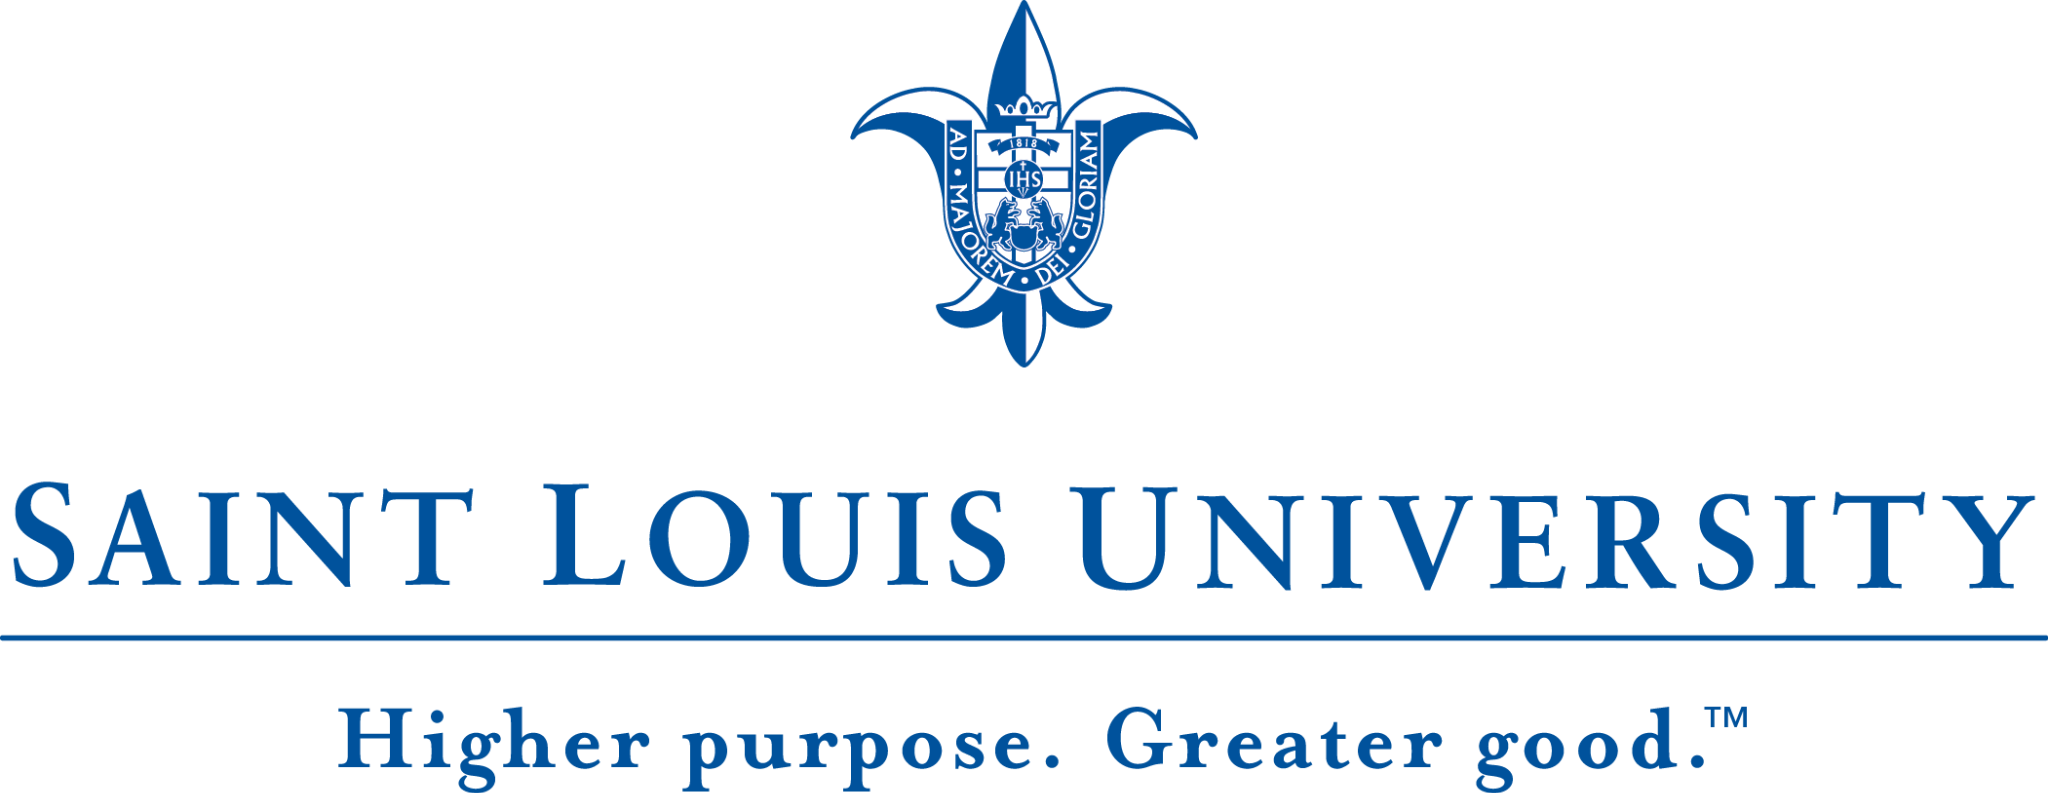 1818
IHS
AD • MAJOREM • DEI • GLORIAM
SAINT LOUIS UNIVERSITY
Higher purpose. Greater good.™